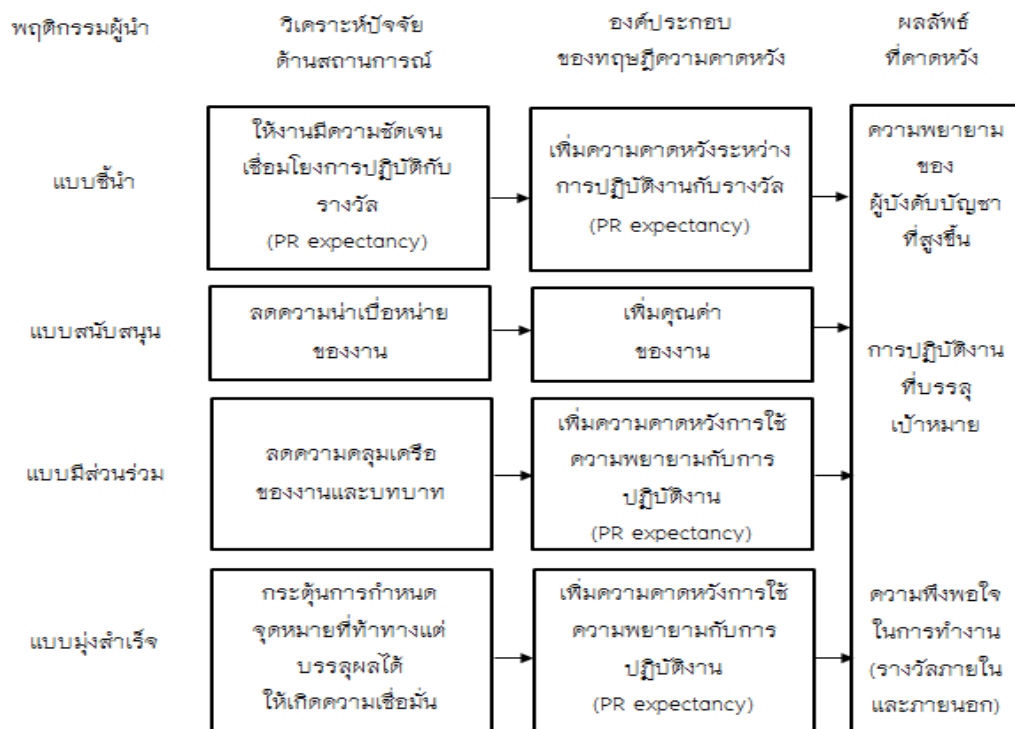 พฤติกรรมผู้นำ
วิเคราะห์ปัจจัย
ด้านสถานการณ์
องค์ประกอบ
ของทฤษฎีความคาดหวัง
ผลลัพธ์
ที่คาดหวัง
แบบชี้นำ
ให้งานมีความชัดเจน
เชื่อมโยงการปฏิบัติกับ
รางวัล
(PR expectancy)
เพิ่มความคาดหวังระหว่าง
การปฏิบัติงานกับรางวัล
(PR expectancy)
ความพยายาม
ของ
ผู้บังคับบัญชา
ที่สูงขึ้น
แบบสนับสนุน
ลดความน่าเบื่อหน่าย
ของงาน
เพิ่มคุณค่า
ของงาน
การปฏิบัติงาน
ที่บรรลุ
เป้าหมาย
แบบมีส่วนร่วม
ลดความคลุมเครือ
ของงานและบทบาท
เพิ่มความคาดหวังการใช้
ความพยายามกับการ
ปฏิบัติงาน
(PR expectancy)
แบบมุ่งสำเร็จ
กระตุ้นการกำหนด
จุดหมายที่ท้าทางแต่
บรรลุผลได้
ให้เกิดความเชื่อมั่น
เพิ่มความคาดหวังการใช้
ความพยายามกับการ
ปฏิบัติงาน
(PR expectancy)
ความพึงพอใจ
ในการทำงาน
(รางวัลภายใน
และภายนอก)